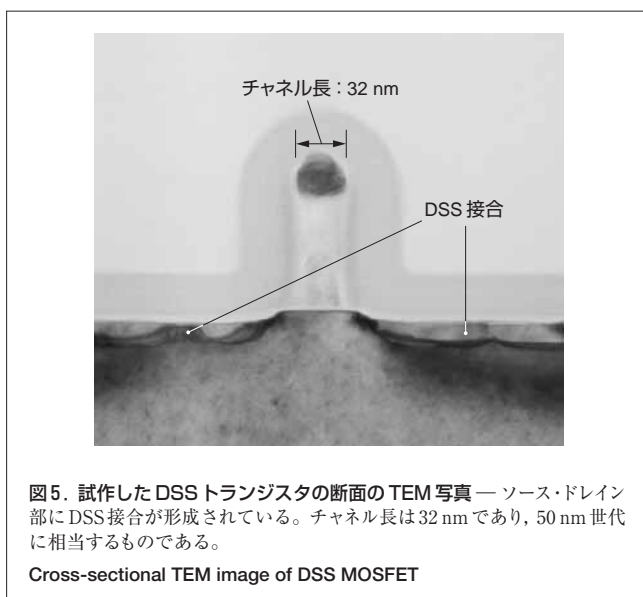 チャネル長：32 nm
DSS 接合
図5．試作したDSSトランジスタの断面のTEM写真 — ソース・ドレイン
部にDSS接合が形成されている。チャネル長は32 nmであり，50 nm世代
に相当するものである。
Cross-sectional TEM image of DSS MOSFET